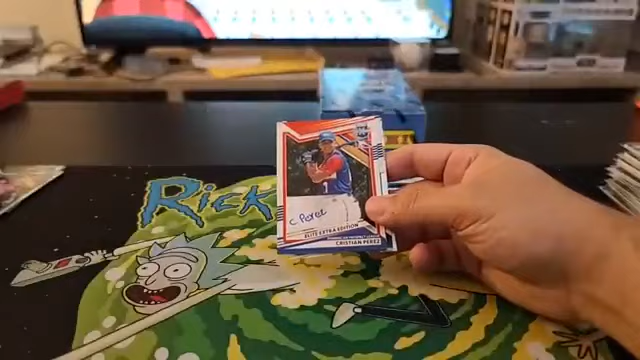 RICK
C. Perez
ELITE EXTRA EDITION
CRISTIAN PEREZ